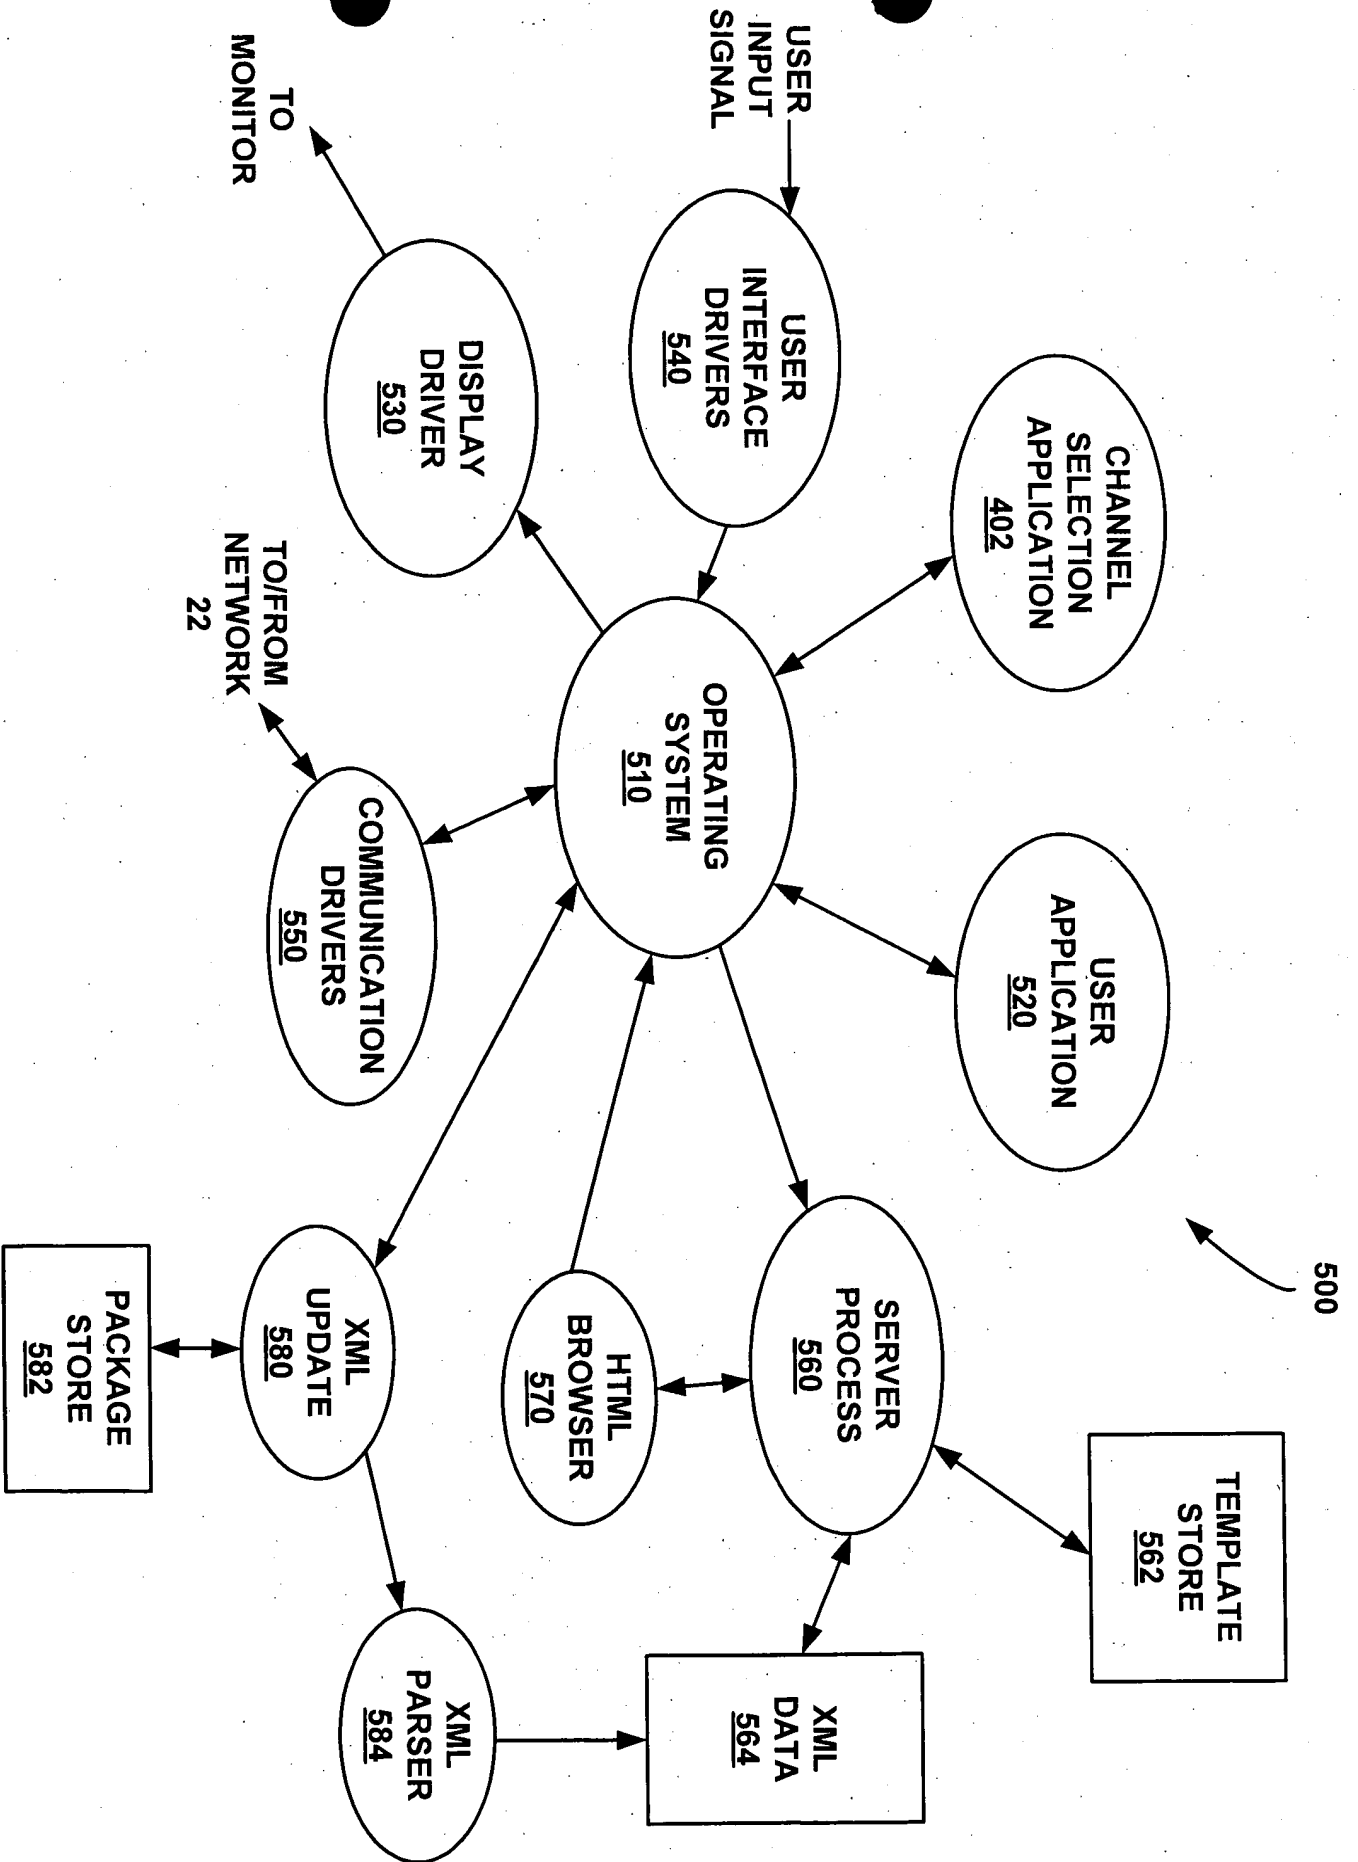 500
CHANNEL
SELECTION
APPLICATION
402
USER
APPLICATION
520
TEMPLATE
STORE
562
USER
INPUT
SIGNAL
USER
INTERFACE
DRIVERS
540
OPERATING
SYSTEM
510
SERVER
PROCESS
560
XML
DATA
564
HTML
BROWSER
570
DISPLAY
DRIVER
530
TO
MONITOR
TO/FROM
NETWORK
22
COMMUNICATION
DRIVERS
550
XML
UPDATE
580
XML
PARSER
584
PACKAGE
STORE
582